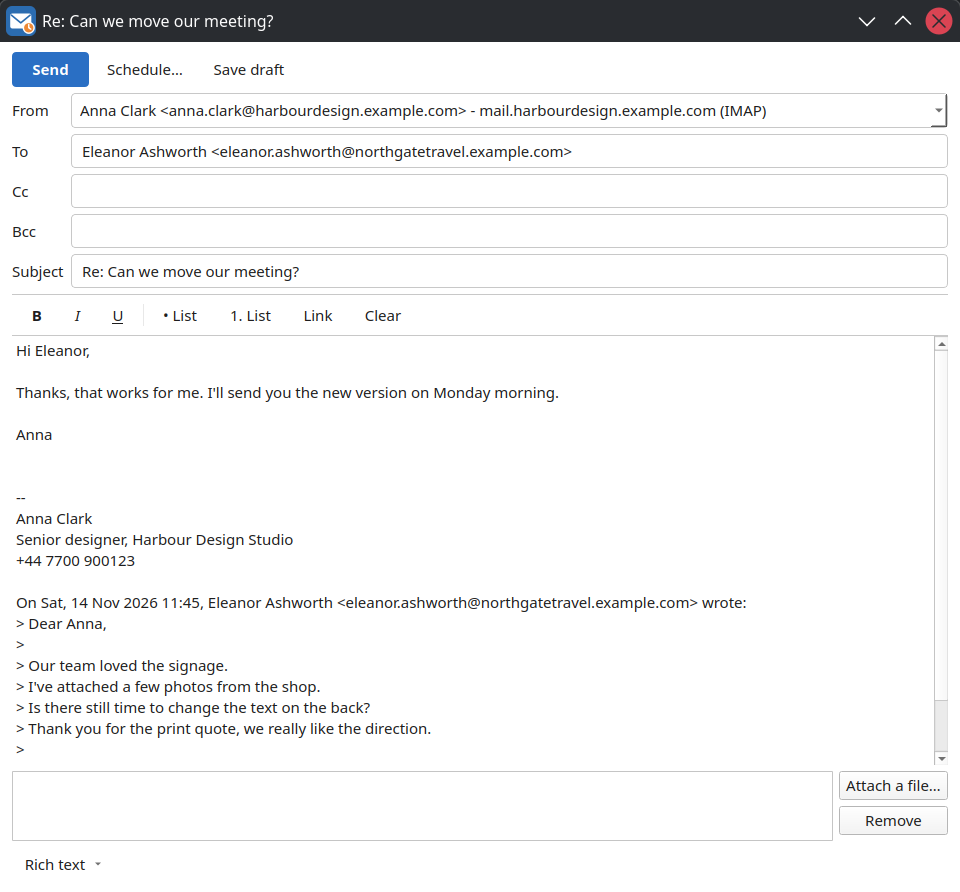 Re: Can we move our meeting?
Send Schedule... Save draft
From Anna Clark <anna.clark@harbourdesign.example.com> - mail.harbourdesign.example.com (IMAP)
To Eleanor Ashworth <eleanor.ashworth@northgatetravel.example.com>
Cc
Bcc
Subject Re: Can we move our meeting?
B I U • List 1. List Link Clear
Hi Eleanor,
Thanks, that works for me. I'll send you the new version on Monday morning.
Anna
--
Anna Clark
Senior designer, Harbour Design Studio
+44 7700 900123
On Sat, 14 Nov 2026 11:45, Eleanor Ashworth <eleanor.ashworth@northgatetravel.example.com> wrote:
> Dear Anna,
>
> Our team loved the signage.
> I've attached a few photos from the shop.
> Is there still time to change the text on the back?
> Thank you for the print quote, we really like the direction.
>
Attach a file...
Remove
Rich text